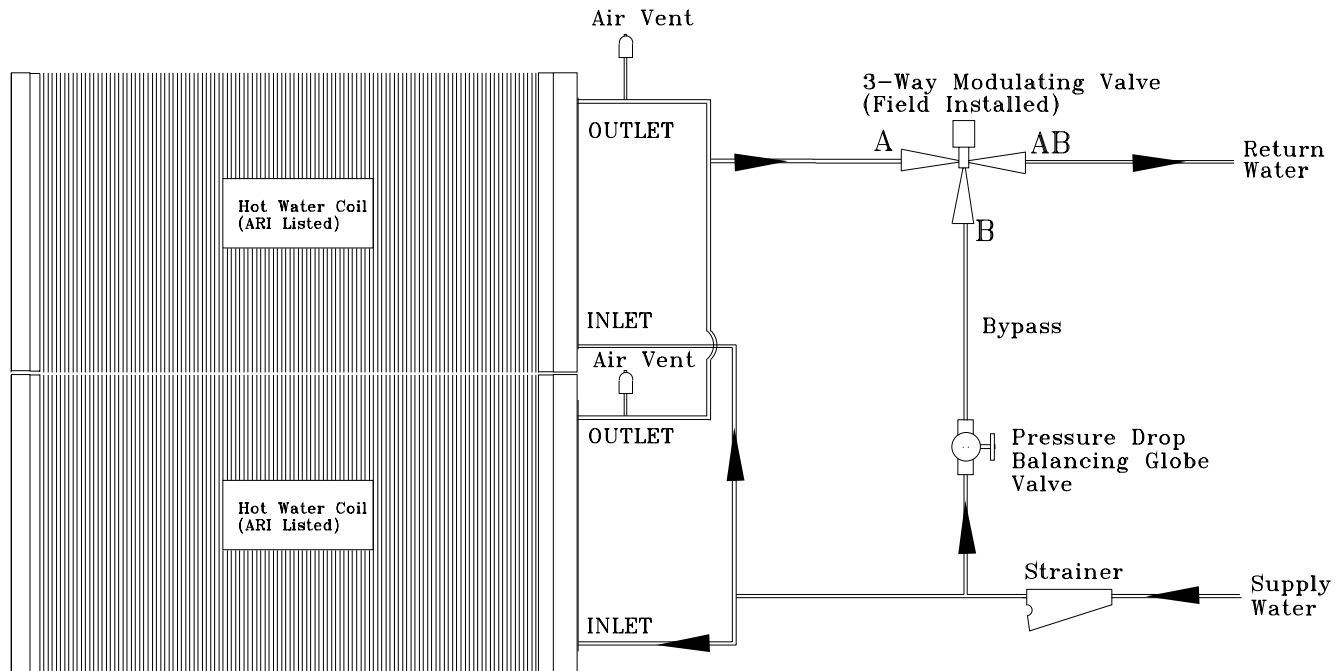 Air Vent
3-Way Modulating Valve
(Field Installed)
OUTLET
A
AB
Return
Water
Hot Water Coil
(ARI Listed)
B
INLET
Bypass
Air Vent
OUTLET
Pressure Drop
Balancing Globe
Valve
Hot Water Coil
(ARI Listed)
Strainer
Supply
Water
INLET